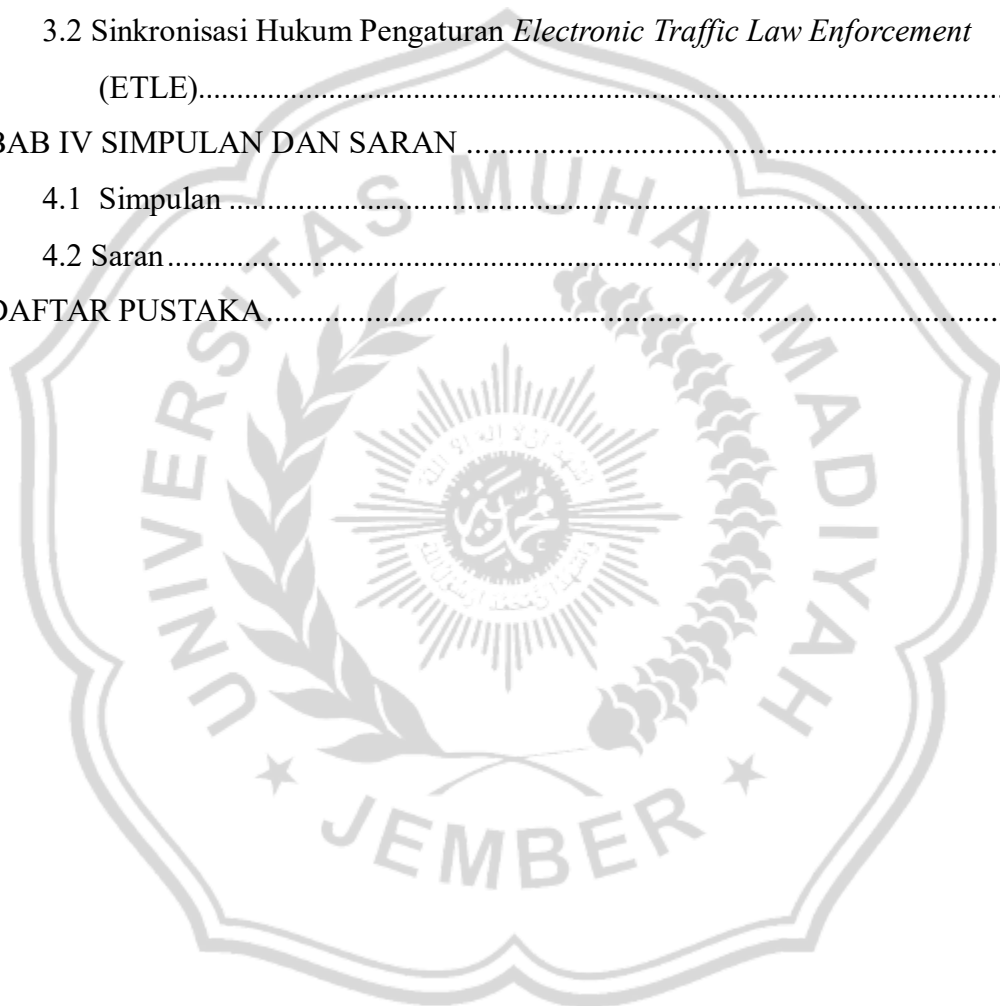 3.2 Sinkronisasi Hukum Pengaturan Electronic Traffic Law Enforcement
(ETLE)........................................................................................................
BAB IV SIMPULAN DAN SARAN ....................................................................
4.1 Simpulan ....................................................................................................
4.2 Saran...........................................................................................................
DAFTAR PUSTAKA..............................................................................................
UNIVERSITAS MUHAMMADIYAH
JEMBER